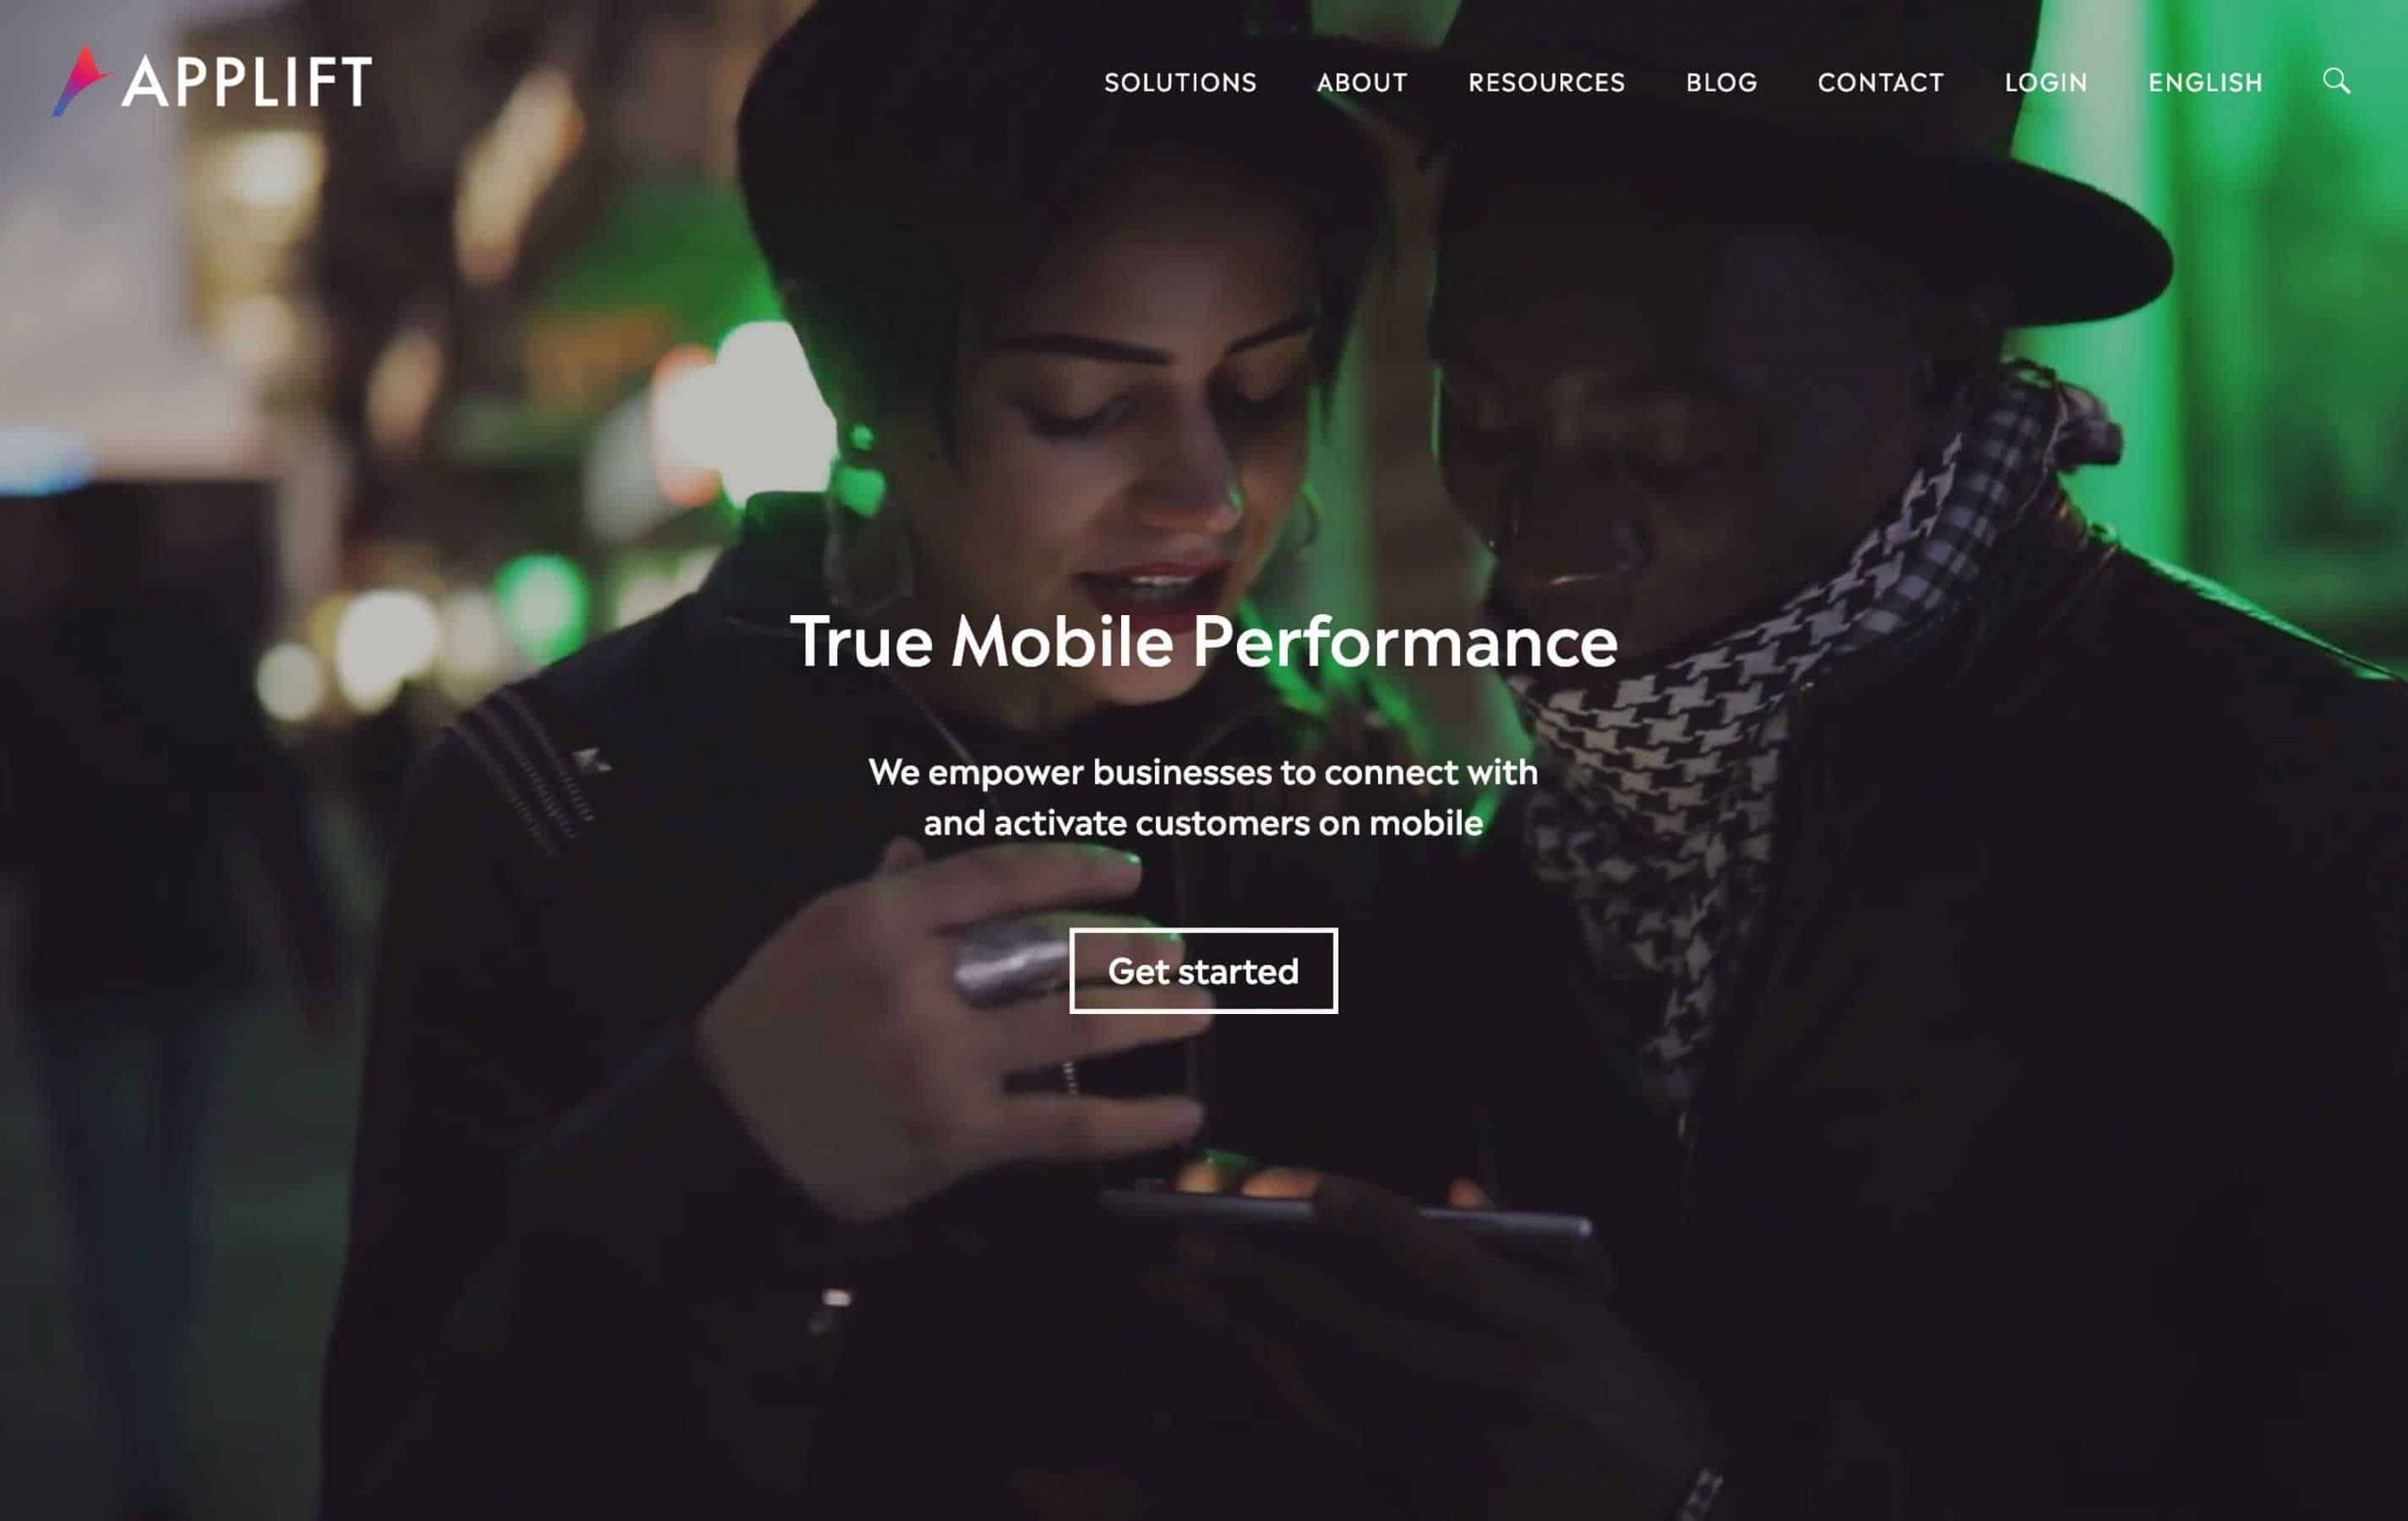 APPLIFT
SOLUTIONS
ABOUT
RESOURCES
BLOG
CONTACT
LOGIN
ENGLISH
True Mobile Performance
We empower businesses to connect with
and activate customers on mobile
Get started